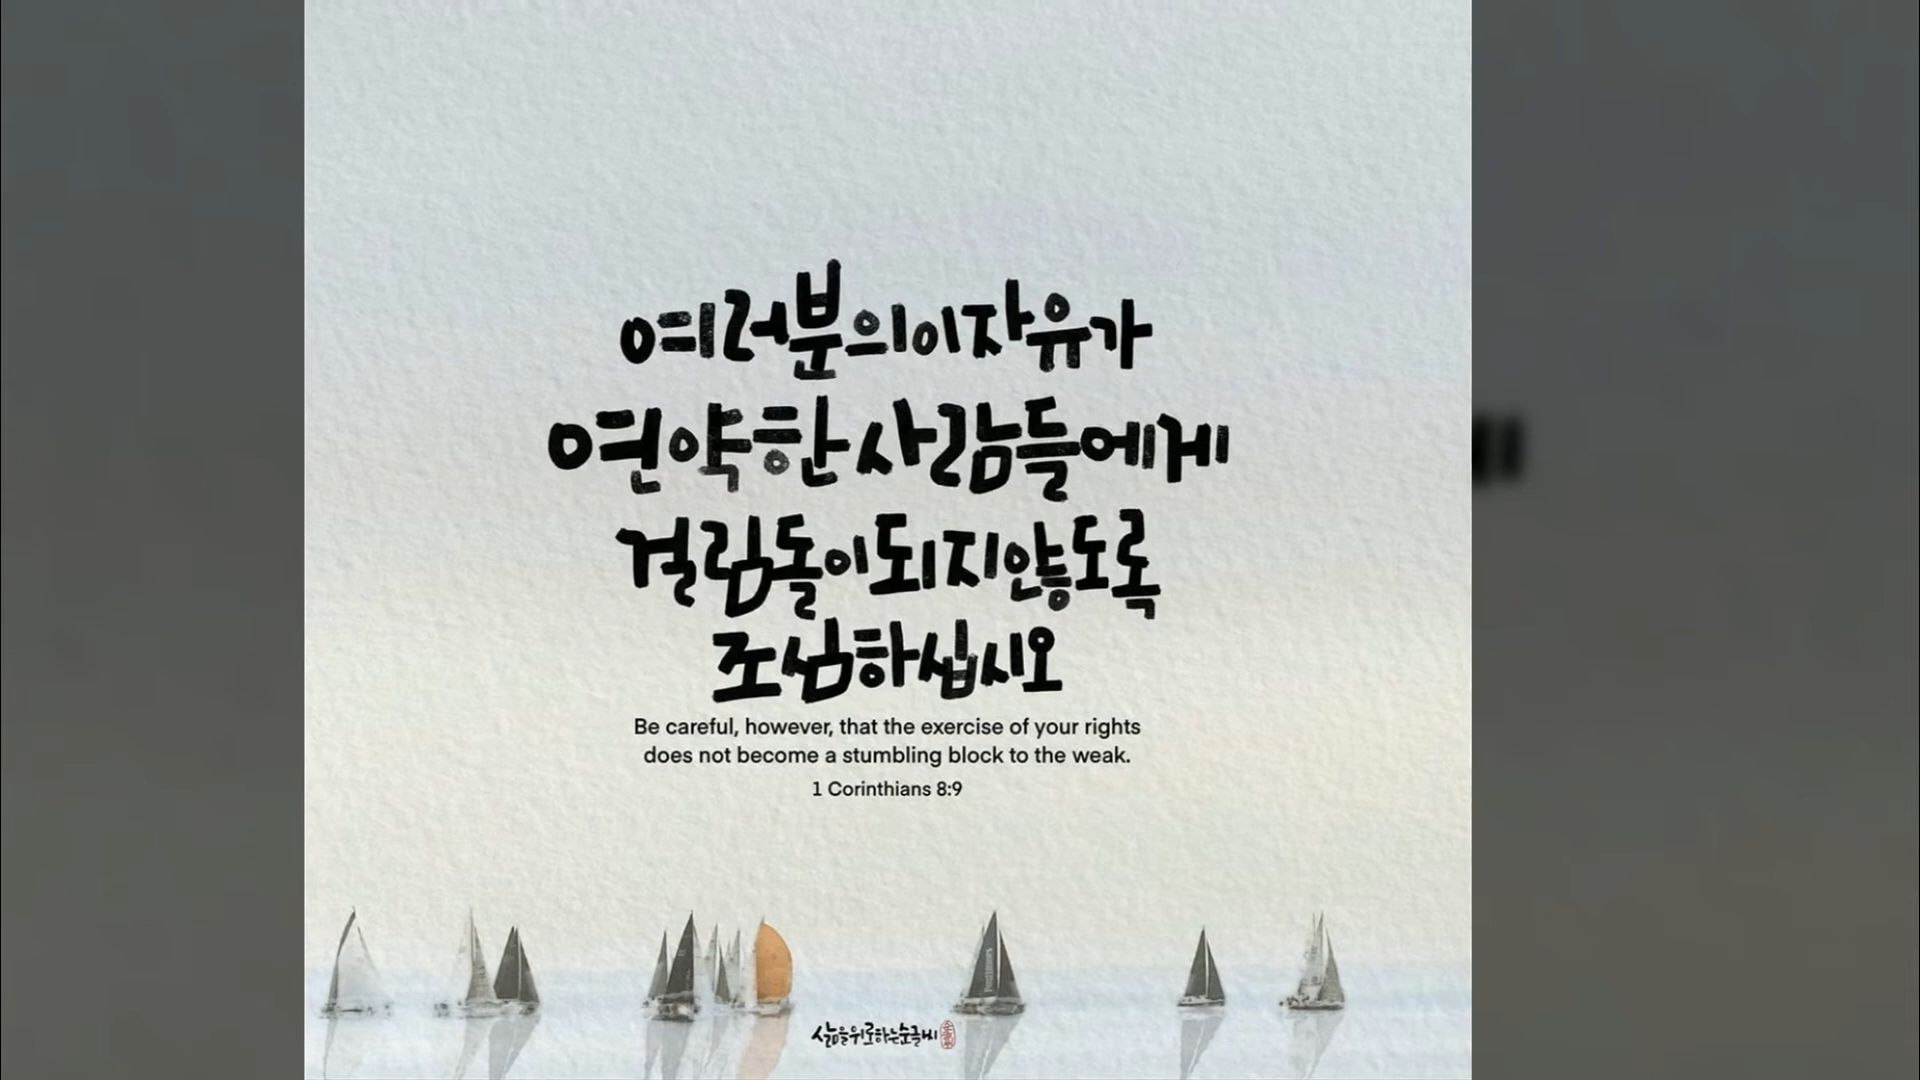 여러분의 이 자유가
연약한 사람들에게
걸림돌이 되지 않도록
조심하십시오
Be careful, however, that the exercise of your rights
does not become a stumbling block to the weak.
1 Corinthians 8:9
삶을위로하는순글씨